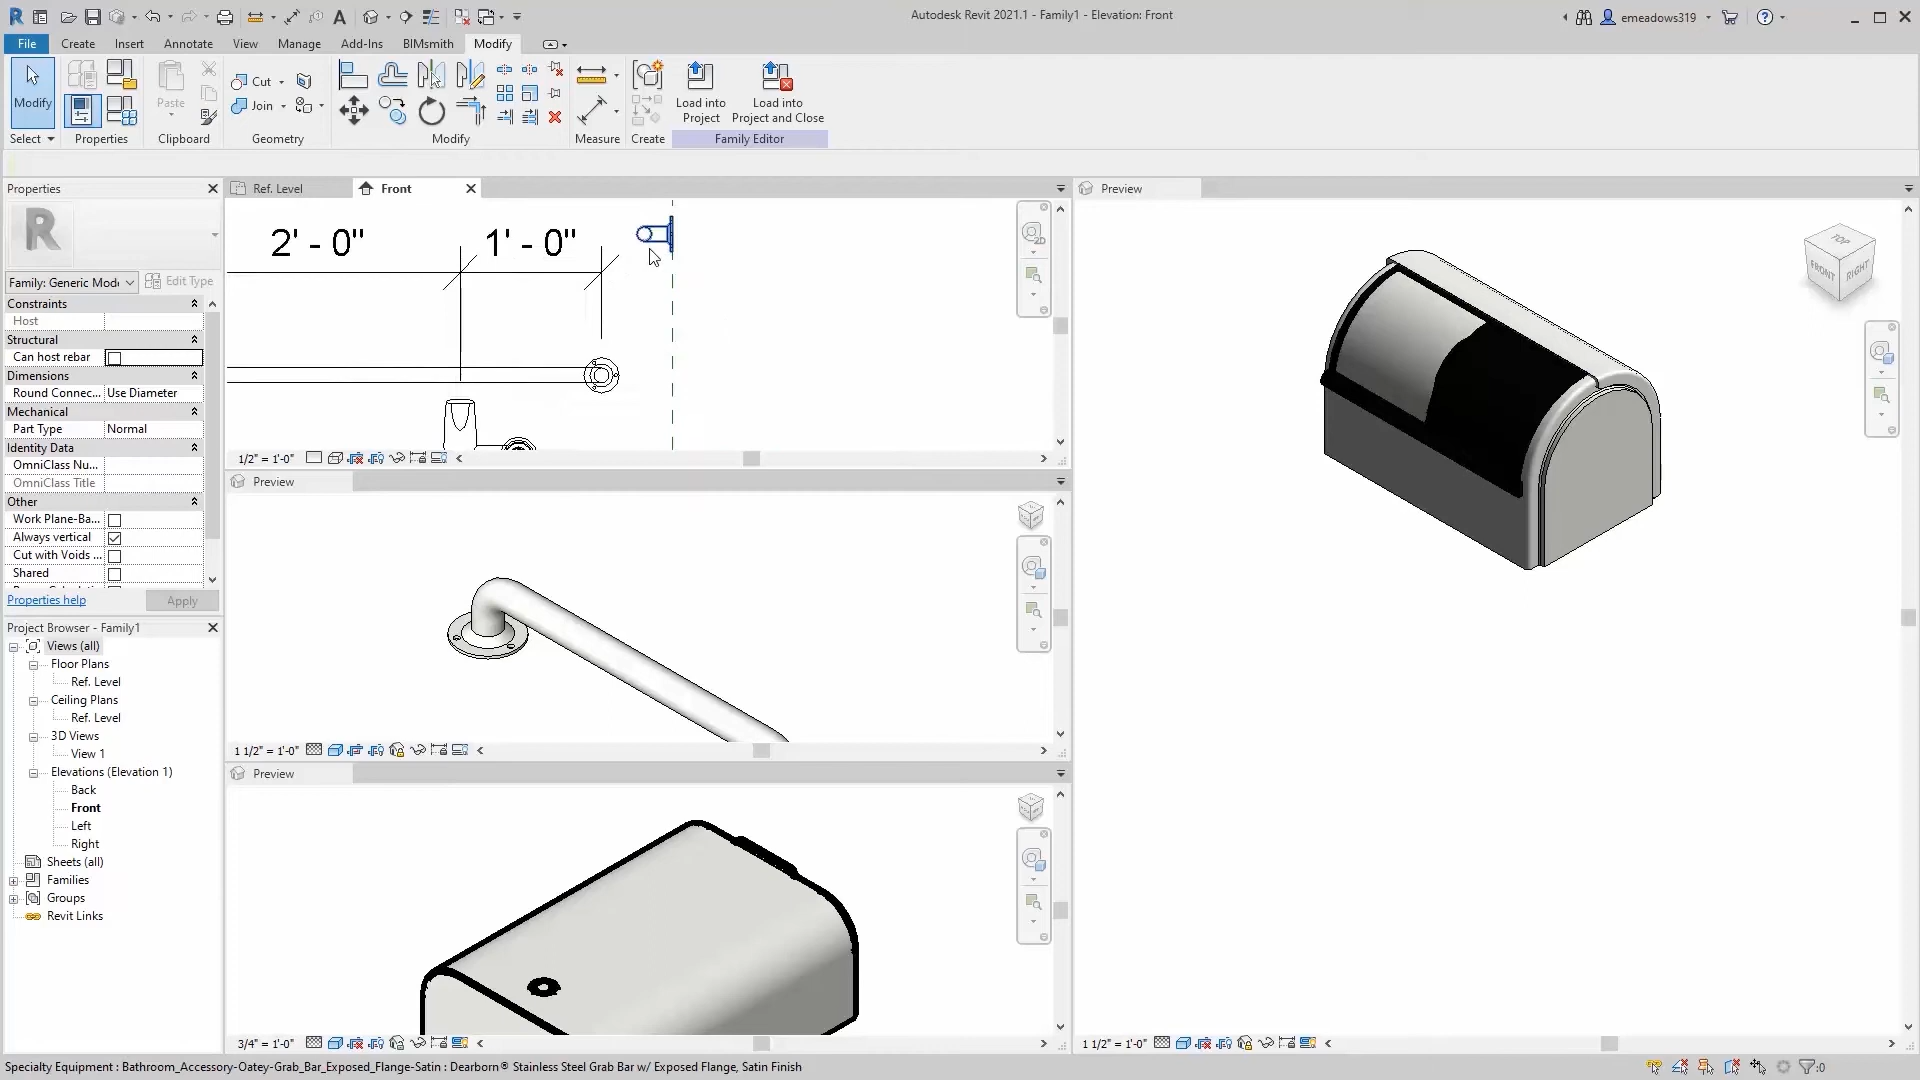 Autodesk Revit 2021.1 - Family1 - Elevation: Front
emeadows319
File Create Insert Annotate View Manage Add-Ins BIMsmith Modify
Modify
Select
Properties
Paste
Clipboard
Cut
Join
Geometry
Modify
Measure
Create
Load into
Project
Load into
Project and Close
Family Editor
Properties
R
Family: Generic Mode
Edit Type
Constraints
Host
Structural
Can host rebar
Dimensions
Round Connec... Use Diameter
Mechanical
Part Type Normal
Identity Data
OmniClass Nu...
OmniClass Title
Other
Work Plane-Ba...
Always vertical
Cut with Voids ...
Shared
Properties help
Apply
Project Browser - Family1
Views (all)
Floor Plans
Ref. Level
Ceiling Plans
Ref. Level
3D Views
View 1
Elevations (Elevation 1)
Back
Front
Left
Right
Sheets (all)
Families
Groups
Revit Links
Ref. Level
Front
2' - 0"
1' - 0"
2D
1/2" = 1'-0"
Preview
1 1/2" = 1'-0"
Preview
3/4" = 1'-0"
Preview
TOP
FRONT
RIGHT
1 1/2" = 1'-0"
Specialty Equipment : Bathroom_Accessory-Oatey-Grab_Bar_Exposed_Flange-Satin : Dearborn® Stainless Steel Grab Bar w/ Exposed Flange, Satin Finish
:0